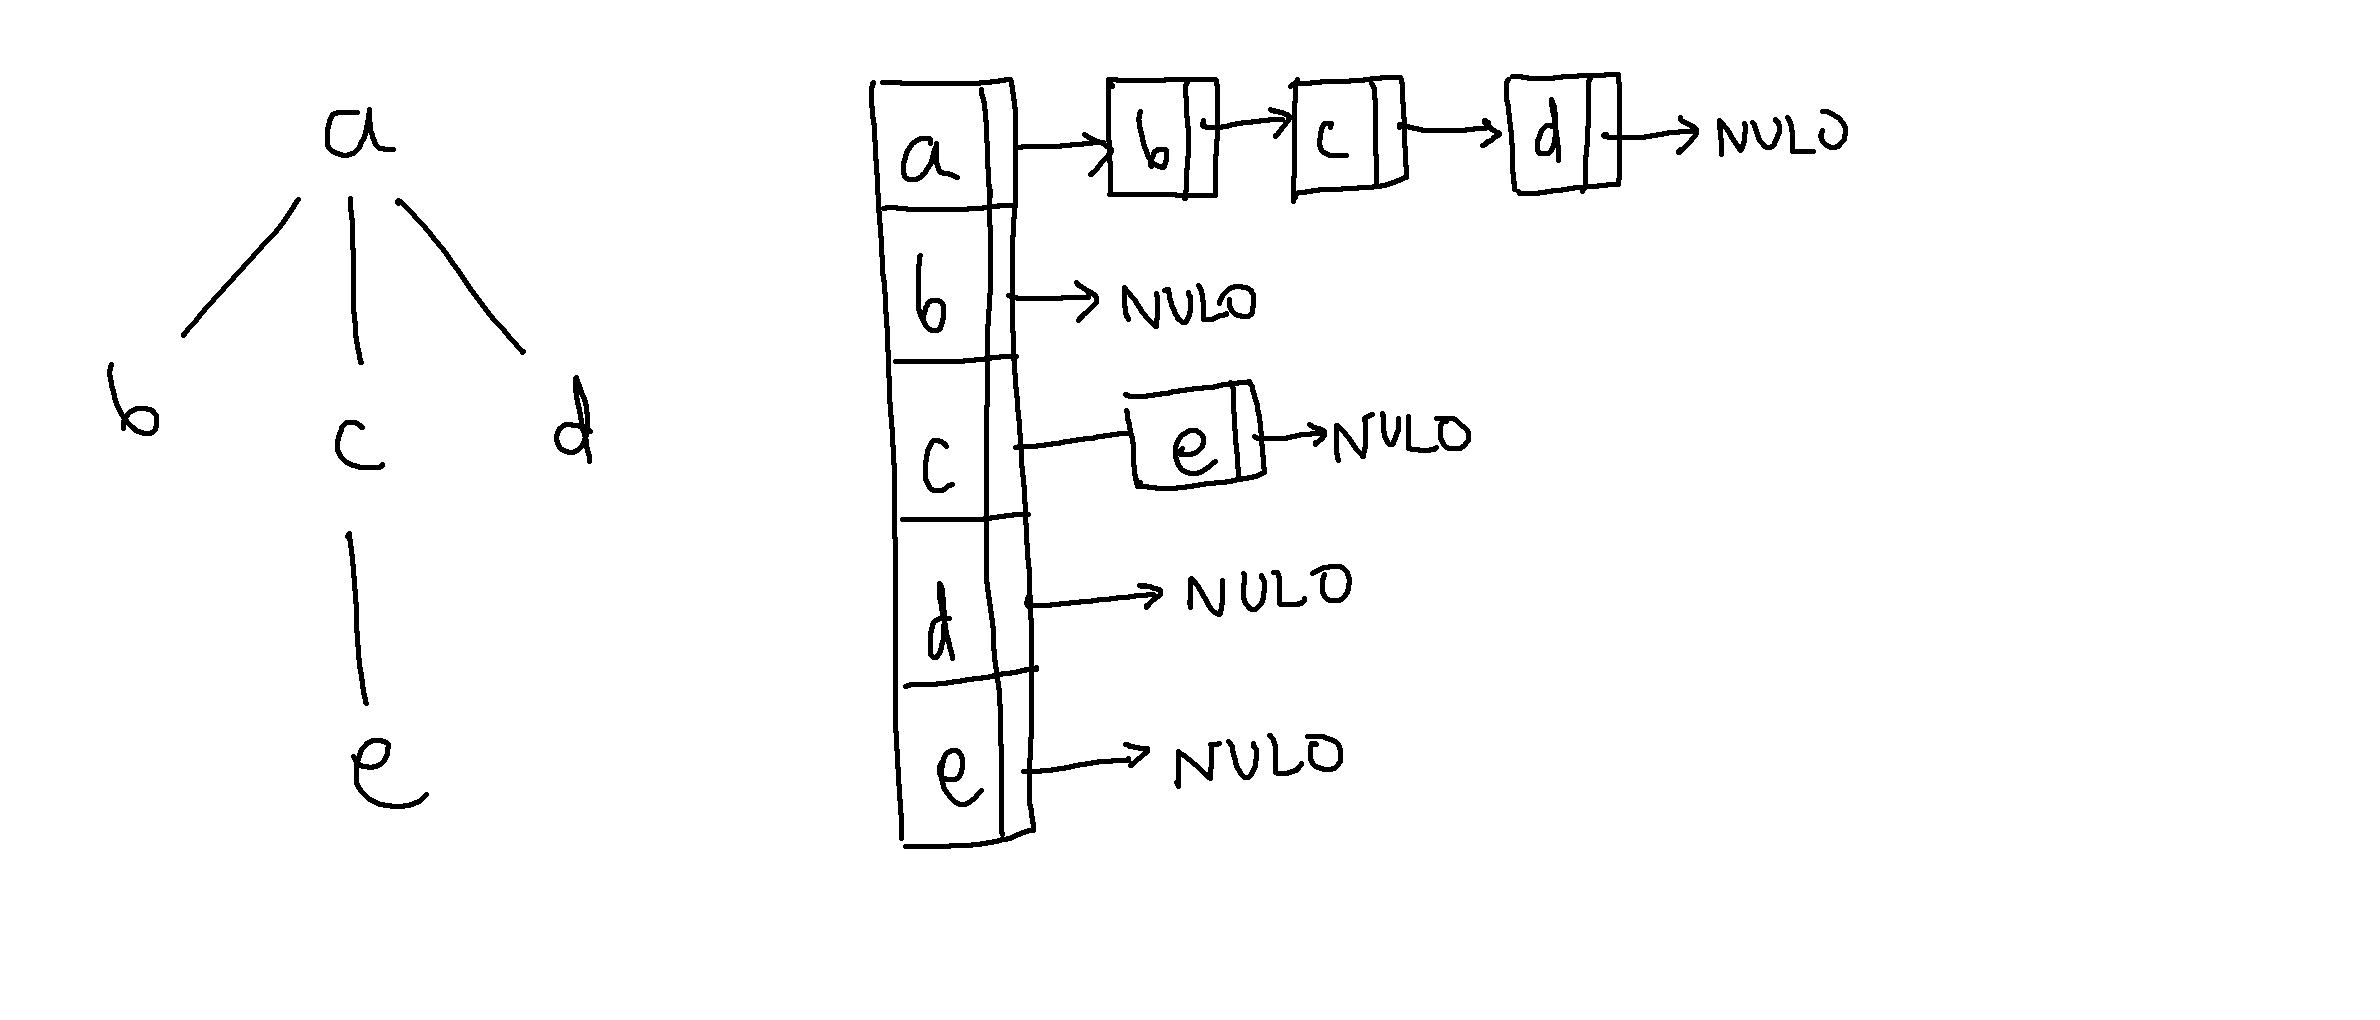 a
b c d
e
a b c d NULO
b NULO
c e NULO
d NULO
e NULO